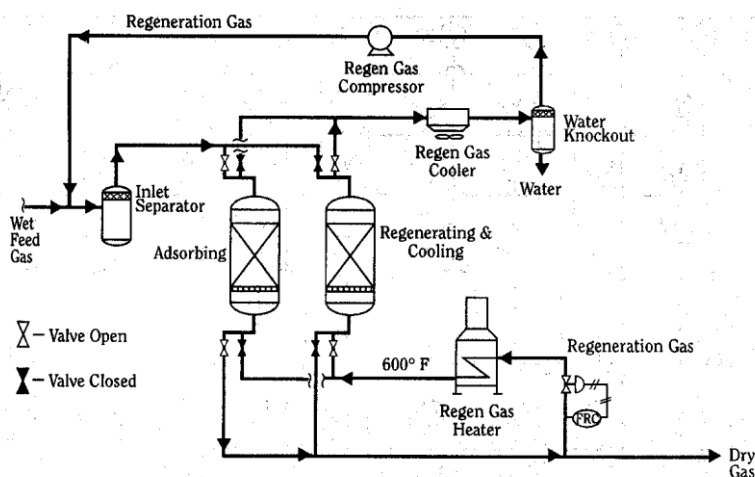 Regeneration Gas
Regen Gas
Compressor
Water
Knockout
Regen Gas
Cooler
Water
Inlet
Separator
Wet
Feed
Gas
Adsorbing
Regenerating &
Cooling
– Valve Open
– Valve Closed
600° F
Regeneration Gas
Regen Gas
Heater
FRC
Dry
Gas